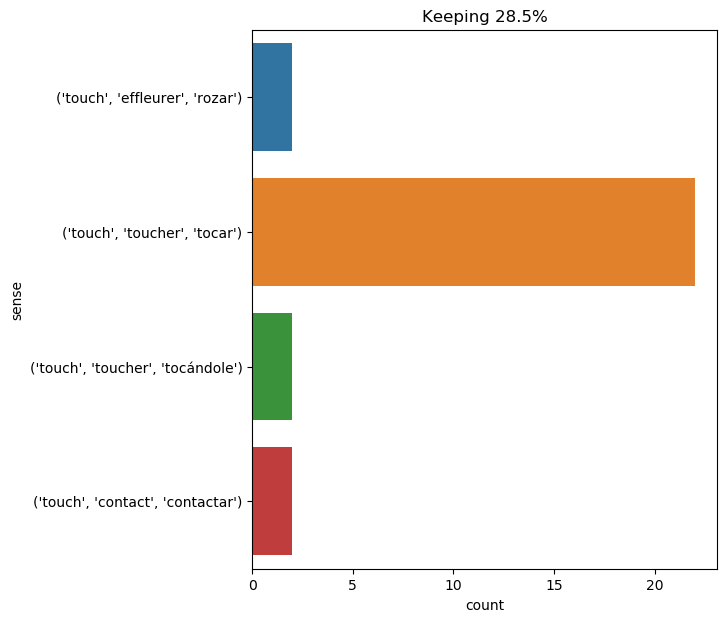 Keeping 28.5%
('touch', 'effleurer', 'rozar')
('touch', 'toucher', 'tocar')
('touch', 'toucher', 'tocándole')
('touch', 'contact', 'contactar')
sense
0 5 10 15 20
count